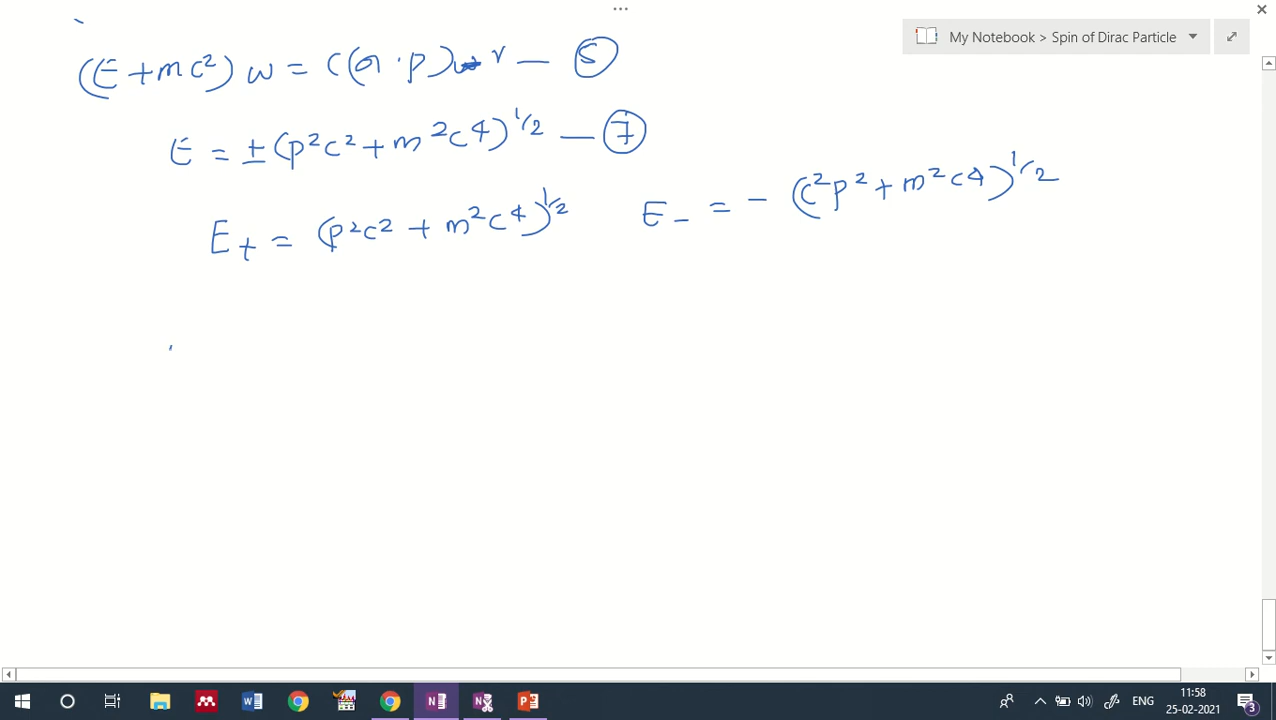 My Notebook > Spin of Dirac Particle
(E + mc²) w = c(σ · p) v — ⑤
E = ± (p²c² + m²c⁴)^1/2 — ⑦
E₊ = (p²c² + m²c⁴)^1/2 E₋ = - (c²p² + m²c⁴)^1/2
ENG
11:58
25-02-2021
3